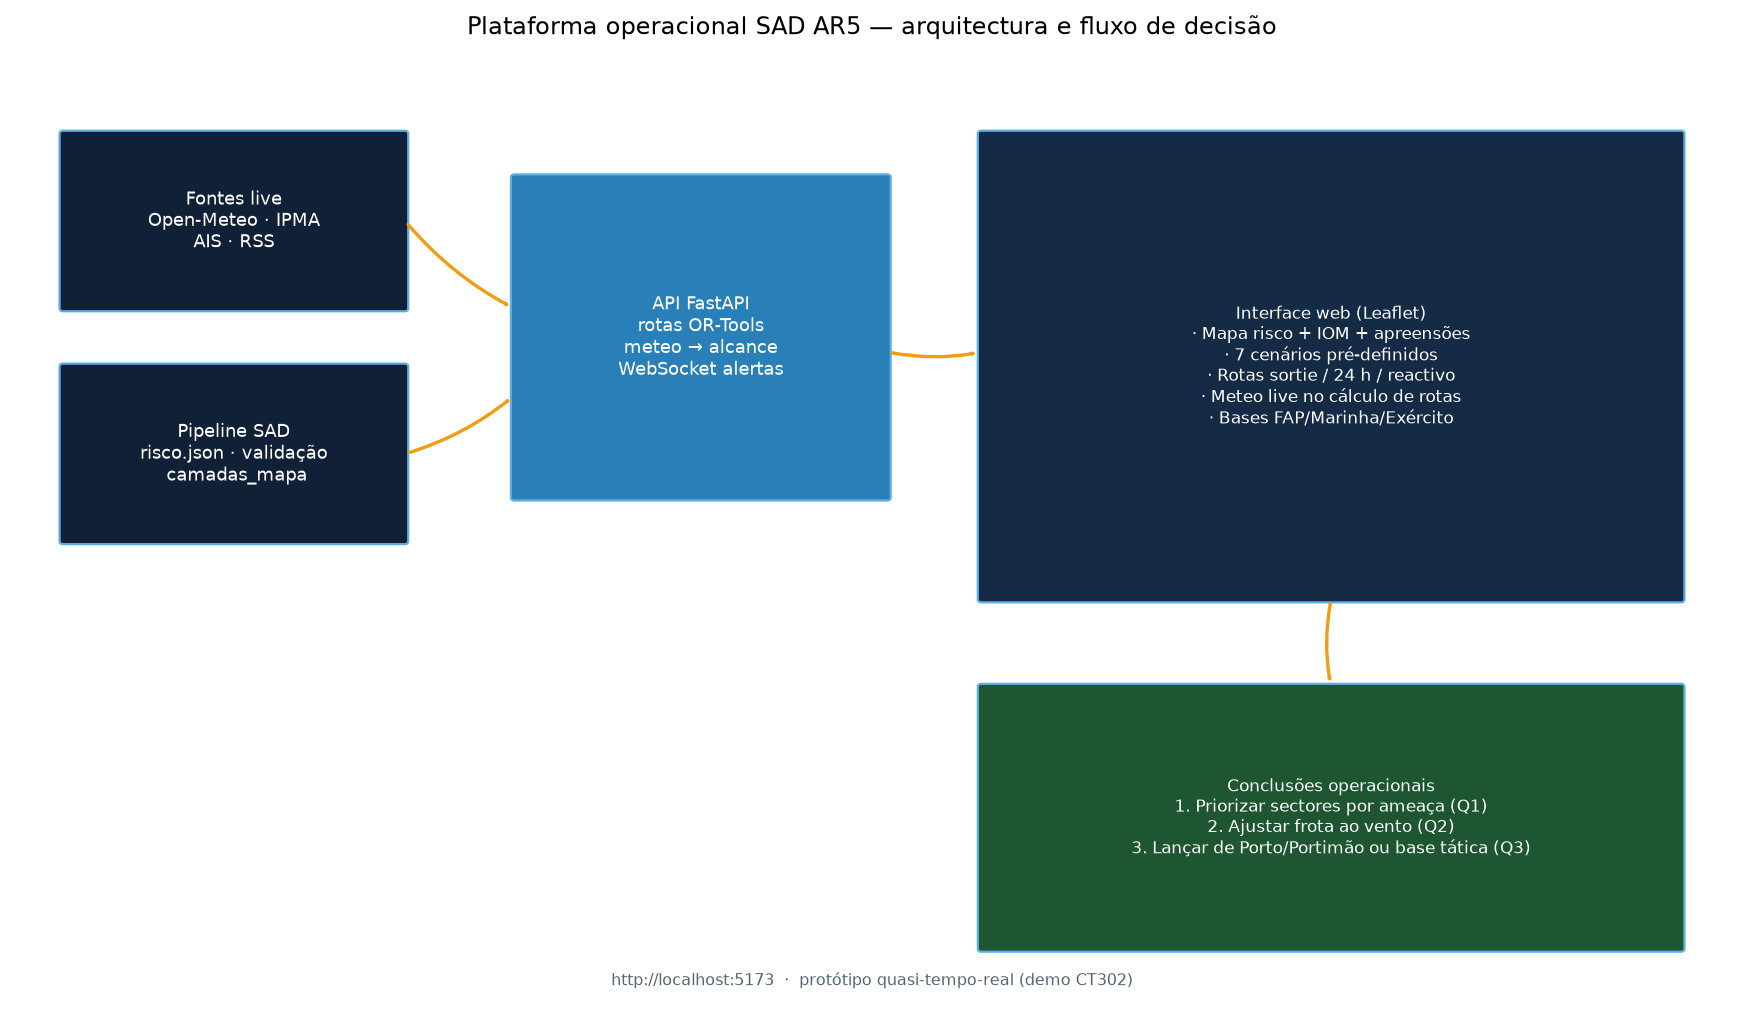 Plataforma operacional SAD AR5 — arquitectura e fluxo de decisão
Fontes live
Open-Meteo · IPMA
AIS · RSS
Pipeline SAD
risco.json · validação
camadas_mapa
API FastAPI
rotas OR-Tools
meteo → alcance
WebSocket alertas
Interface web (Leaflet)
· Mapa risco + IOM + apreensões
· 7 cenários pré-definidos
· Rotas sortie / 24 h / reactivo
· Meteo live no cálculo de rotas
· Bases FAP/Marinha/Exército
Conclusões operacionais
1. Priorizar sectores por ameaça (Q1)
2. Ajustar frota ao vento (Q2)
3. Lançar de Porto/Portimão ou base tática (Q3)
http://localhost:5173 · protótipo quasi-tempo-real (demo CT302)